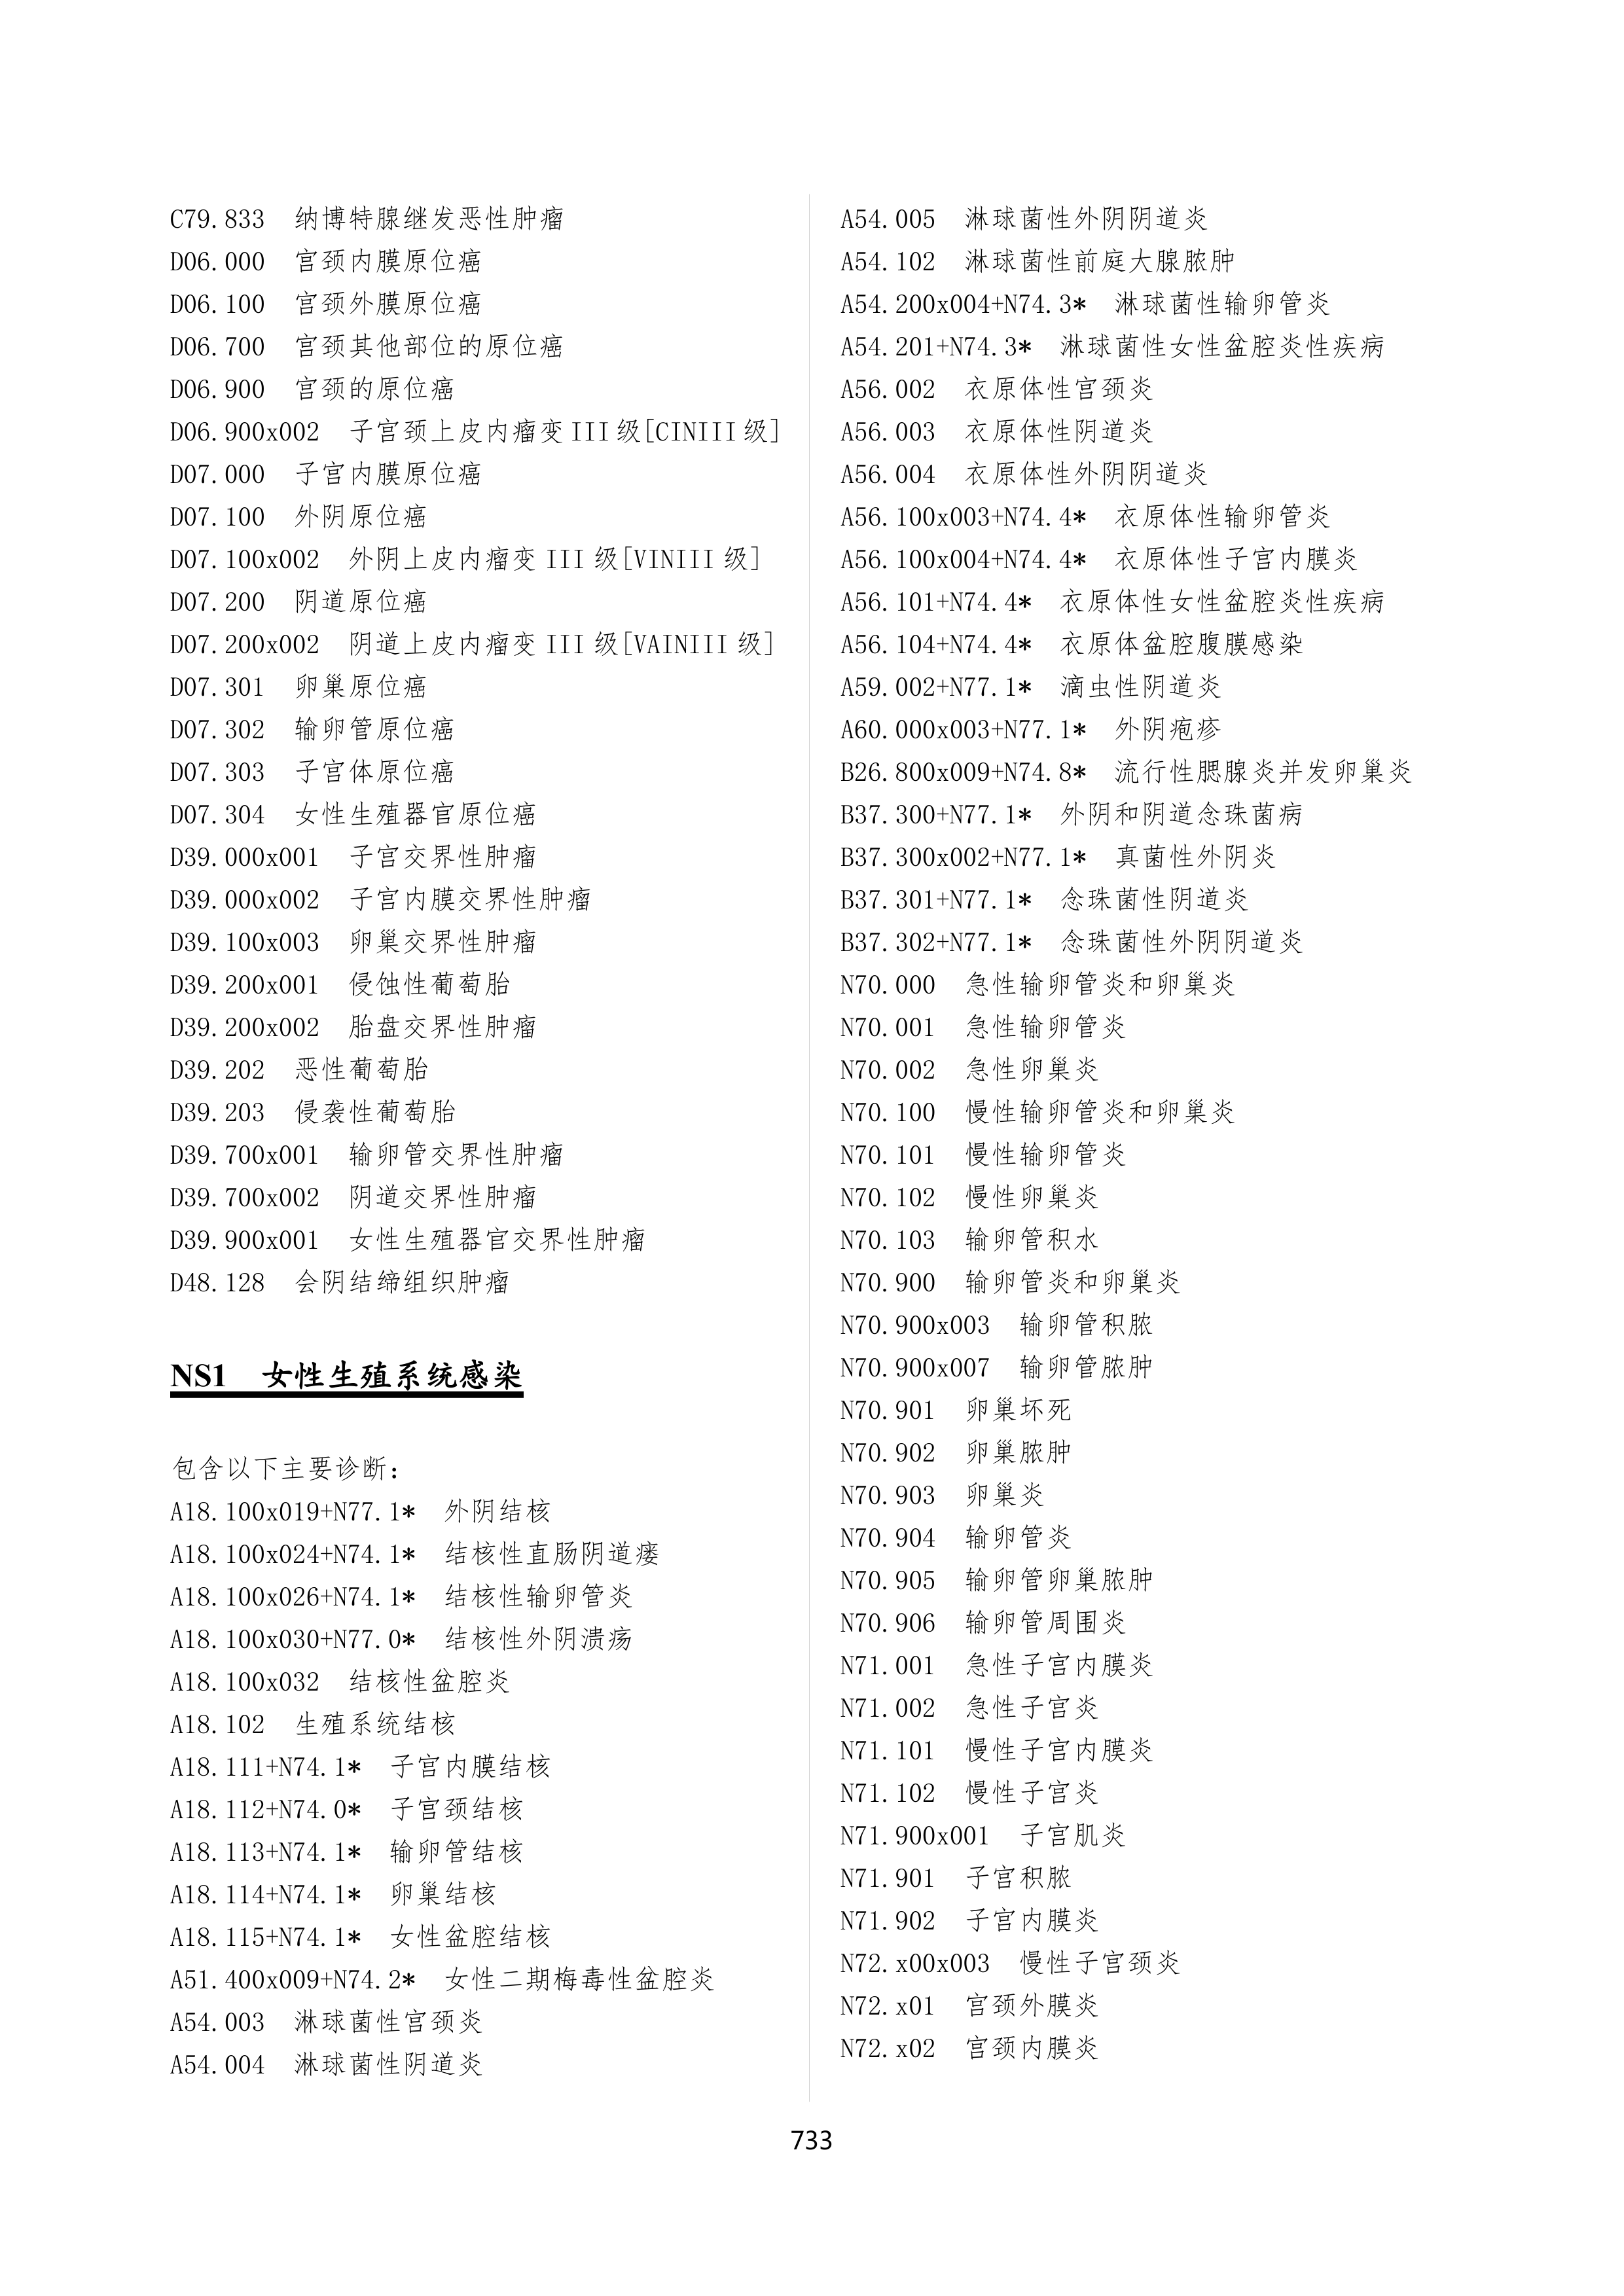 C79.833 纳博特腺继发恶性肿瘤
D06.000 宫颈内膜原位癌
D06.100 宫颈外膜原位癌
D06.700 宫颈其他部位的原位癌
D06.900 宫颈的原位癌
D06.900x002 子宫颈上皮内瘤变 III 级[CINIII 级]
D07.000 子宫内膜原位癌
D07.100 外阴原位癌
D07.100x002 外阴上皮内瘤变 III 级[VINIII 级]
D07.200 阴道原位癌
D07.200x002 阴道上皮内瘤变 III 级[VAINIII 级]
D07.301 卵巢原位癌
D07.302 输卵管原位癌
D07.303 子宫体原位癌
D07.304 女性生殖器官原位癌
D39.000x001 子宫交界性肿瘤
D39.000x002 子宫内膜交界性肿瘤
D39.100x003 卵巢交界性肿瘤
D39.200x001 侵蚀性葡萄胎
D39.200x002 胎盘交界性肿瘤
D39.202 恶性葡萄胎
D39.203 侵袭性葡萄胎
D39.700x001 输卵管交界性肿瘤
D39.700x002 阴道交界性肿瘤
D39.900x001 女性生殖器官交界性肿瘤
D48.128 会阴结缔组织肿瘤
NS1 女性生殖系统感染
包含以下主要诊断:
A18.100x019+N77.1* 外阴结核
A18.100x024+N74.1* 结核性直肠阴道瘘
A18.100x026+N74.1* 结核性输卵管炎
A18.100x030+N77.0* 结核性外阴溃疡
A18.100x032 结核性盆腔炎
A18.102 生殖系统结核
A18.111+N74.1* 子宫内膜结核
A18.112+N74.0* 子宫颈结核
A18.113+N74.1* 输卵管结核
A18.114+N74.1* 卵巢结核
A18.115+N74.1* 女性盆腔结核
A51.400x009+N74.2* 女性二期梅毒性盆腔炎
A54.003 淋球菌性宫颈炎
A54.004 淋球菌性阴道炎
A54.005 淋球菌性外阴阴道炎
A54.102 淋球菌性前庭大腺脓肿
A54.200x004+N74.3* 淋球菌性输卵管炎
A54.201+N74.3* 淋球菌性女性盆腔炎性疾病
A56.002 衣原体性宫颈炎
A56.003 衣原体性阴道炎
A56.004 衣原体性外阴阴道炎
A56.100x003+N74.4* 衣原体性输卵管炎
A56.100x004+N74.4* 衣原体性子宫内膜炎
A56.101+N74.4* 衣原体性女性盆腔炎性疾病
A56.104+N74.4* 衣原体盆腔腹膜感染
A59.002+N77.1* 滴虫性阴道炎
A60.000x003+N77.1* 外阴疱疹
B26.800x009+N74.8* 流行性腮腺炎并发卵巢炎
B37.300+N77.1* 外阴和阴道念珠菌病
B37.300x002+N77.1* 真菌性外阴炎
B37.301+N77.1* 念珠菌性阴道炎
B37.302+N77.1* 念珠菌性外阴阴道炎
N70.000 急性输卵管炎和卵巢炎
N70.001 急性输卵管炎
N70.002 急性卵巢炎
N70.100 慢性输卵管炎和卵巢炎
N70.101 慢性输卵管炎
N70.102 慢性卵巢炎
N70.103 输卵管积水
N70.900 输卵管炎和卵巢炎
N70.900x003 输卵管积脓
N70.900x007 输卵管脓肿
N70.901 卵巢坏死
N70.902 卵巢脓肿
N70.903 卵巢炎
N70.904 输卵管炎
N70.905 输卵管卵巢脓肿
N70.906 输卵管周围炎
N71.001 急性子宫内膜炎
N71.002 急性子宫炎
N71.101 慢性子宫内膜炎
N71.102 慢性子宫炎
N71.900x001 子宫肌炎
N71.901 子宫积脓
N71.902 子宫内膜炎
N72.x00x003 慢性子宫颈炎
N72.x01 宫颈外膜炎
N72.x02 宫颈内膜炎
733